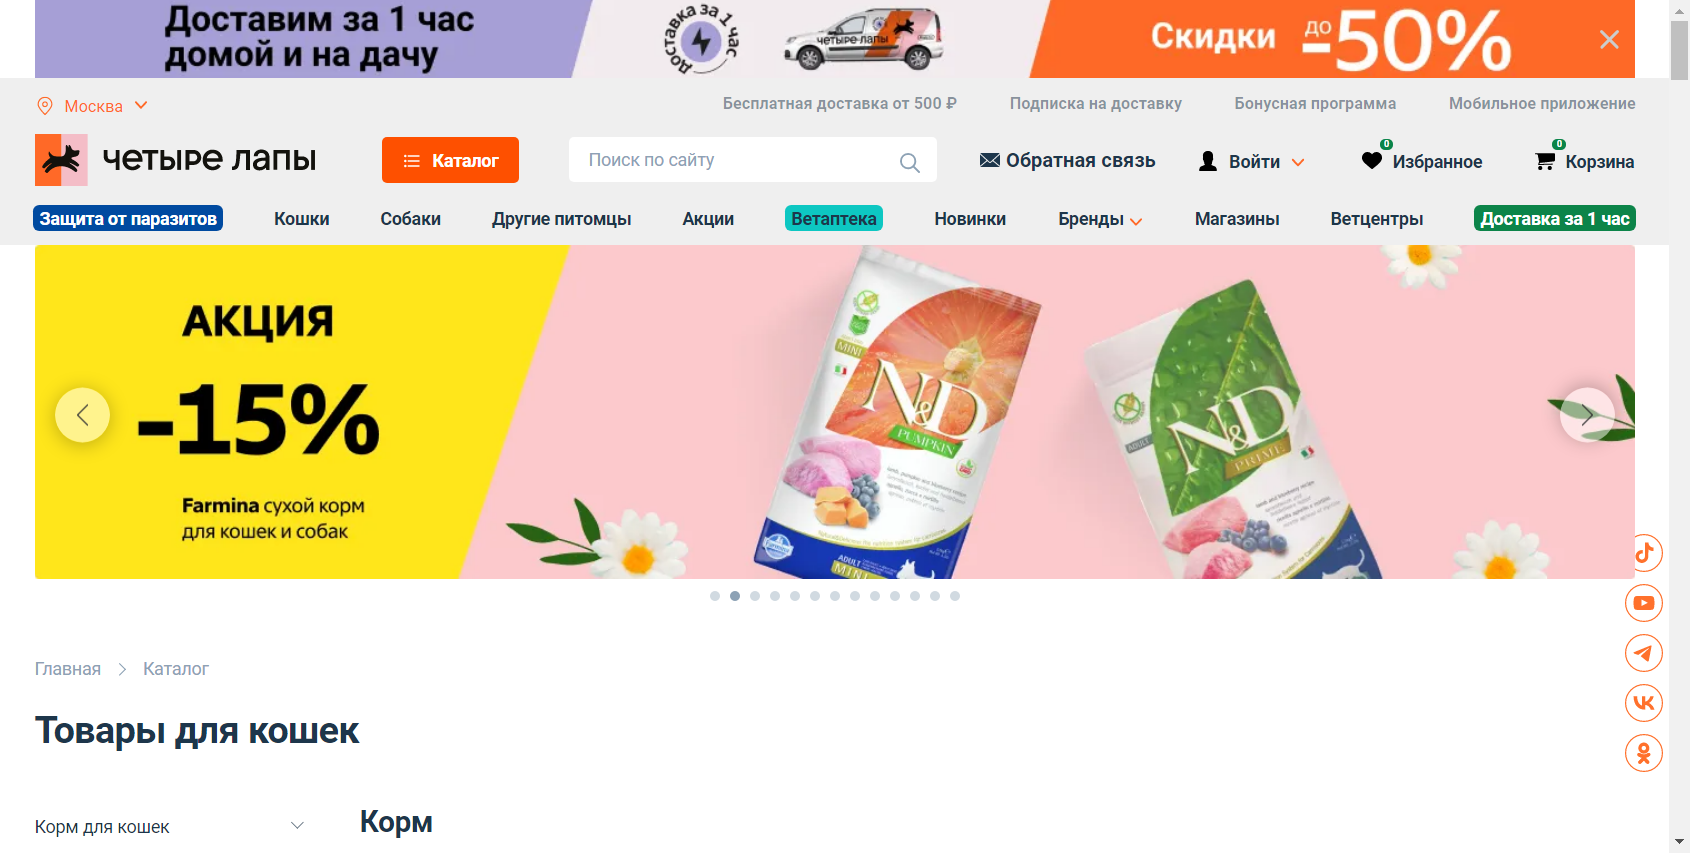 Доставим за 1 час
домой и на дачу
доставка за 1 час
четыре лапы
Скидки до -50%
Москва
Бесплатная доставка от 500 ₽
Подписка на доставку
Бонусная программа
Мобильное приложение
четыре лапы
Каталог
Поиск по сайту
Обратная связь
Войти
0
Избранное
0
Корзина
Защита от паразитов
Кошки
Собаки
Другие питомцы
Акции
Ветаптека
Новинки
Бренды
Магазины
Ветцентры
Доставка за 1 час
АКЦИЯ
-15%
Farmina сухой корм
для кошек и собак
MINI
N&D
PUMPKIN
ADULT
MINI
ADULT
N&D
PRIME
Главная
Каталог
Товары для кошек
Корм для кошек
Корм